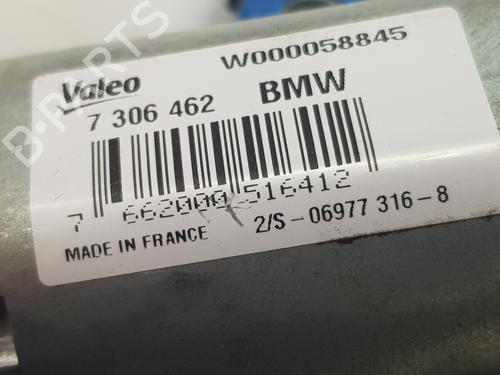 B-PARTS
Valeo W000058845
7 306 462 BMW
7 662000 516412
MADE IN FRANCE 2/S - 06977 316 - 8